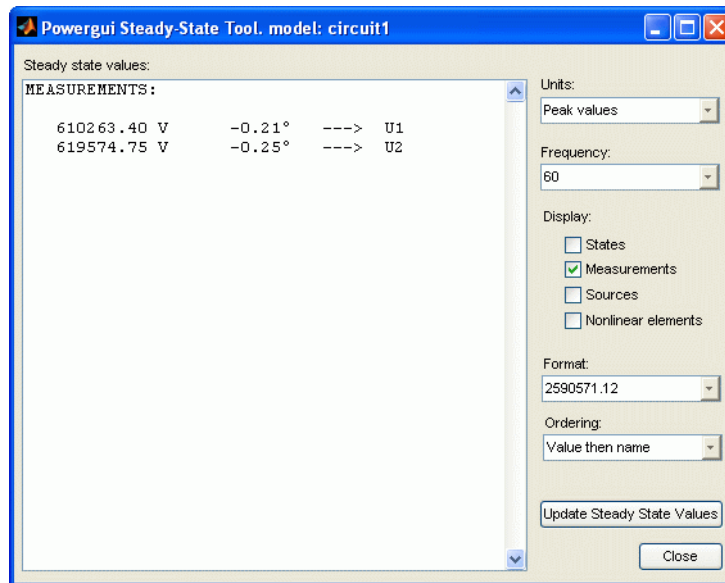 Powergui Steady-State Tool. model: circuit1
Steady state values:
MEASUREMENTS:
610263.40 V -0.21° ---> U1
619574.75 V -0.25° ---> U2
Units:
Peak values
Frequency:
60
Display:
States
Measurements
Sources
Nonlinear elements
Format:
2590571.12
Ordering:
Value then name
Update Steady State Values
Close